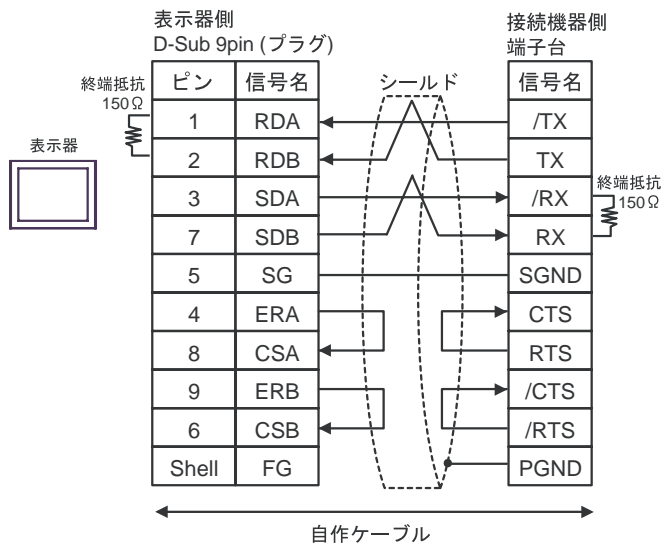 表示器側
D-Sub 9pin (プラグ)
接続機器側
端子台
終端抵抗
150Ω
表示器
ピン 信号名
シールド
信号名
1 RDA /TX
2 RDB TX
3 SDA /RX
終端抵抗
150Ω
7 SDB RX
5 SG SGND
4 ERA CTS
8 CSA RTS
9 ERB /CTS
6 CSB /RTS
Shell FG PGND
自作ケーブル